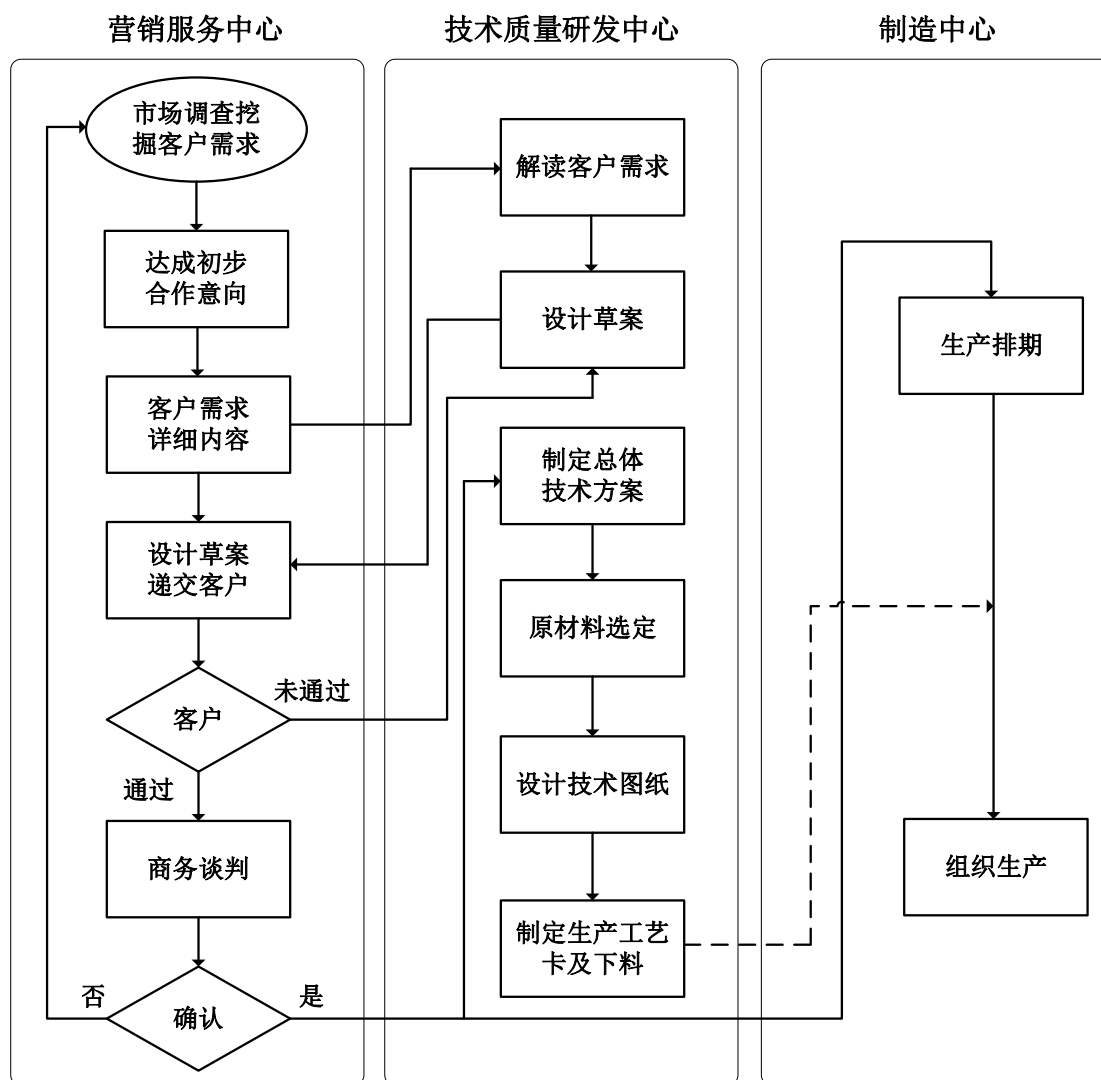 营销服务中心
技术质量研发中心
制造中心
市场调查挖
掘客户需求
达成初步
合作意向
客户需求
详细内容
设计草案
递交客户
客户
未通过
通过
商务谈判
确认
否
是
解读客户需求
设计草案
制定总体
技术方案
原材料选定
设计技术图纸
制定生产工艺
卡及下料
生产排期
组织生产